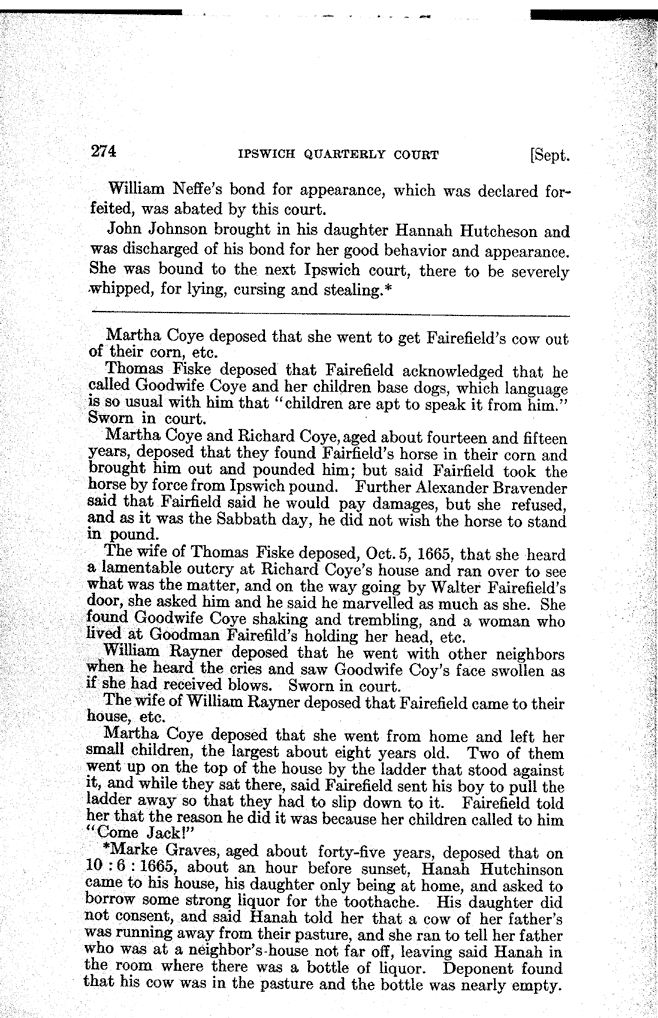 274 IPSWICH QUARTERLY COURT [Sept.
William Neffe's bond for appearance, which was declared for-
feited, was abated by this court.
John Johnson brought in his daughter Hannah Hutcheson and
was discharged of his bond for her good behavior and appearance.
She was bound to the next Ipswich court, there to be severely
whipped, for lying, cursing and stealing.*
Martha Coye deposed that she went to get Fairefield's cow out
of their corn, etc.
Thomas Fiske deposed that Fairefield acknowledged that he
called Goodwife Coye and her children base dogs, which language
is so usual with him that "children are apt to speak it from him."
Sworn in court.
Martha Coye and Richard Coye, aged about fourteen and fifteen
years, deposed that they found Fairfield's horse in their corn and
brought him out and pounded him; but said Fairfield took the
horse by force from Ipswich pound. Further Alexander Bravender
said that Fairfield said he would pay damages, but she refused,
and as it was the Sabbath day, he did not wish the horse to stand
in pound.
The wife of Thomas Fiske deposed, Oct. 5, 1665, that she heard
a lamentable outcry at Richard Coye's house and ran over to see
what was the matter, and on the way going by Walter Fairefield's
door, she asked him and he said he marvelled as much as she. She
found Goodwife Coye shaking and trembling, and a woman who
lived at Goodman Fairefild's holding her head, etc.
William Rayner deposed that he went with other neighbors
when he heard the cries and saw Goodwife Coy's face swollen as
if she had received blows. Sworn in court.
The wife of William Rayner deposed that Fairefield came to their
house, etc.
Martha Coye deposed that she went from home and left her
small children, the largest about eight years old. Two of them
went up on the top of the house by the ladder that stood against
it, and while they sat there, said Fairefield sent his boy to pull the
ladder away so that they had to slip down to it. Fairefield told
her that the reason he did it was because her children called to him
"Come Jack!"
*Marke Graves, aged about forty-five years, deposed that on
10 : 6 : 1665, about an hour before sunset, Hanah Hutchinson
came to his house, his daughter only being at home, and asked to
borrow some strong liquor for the toothache. His daughter did
not consent, and said Hanah told her that a cow of her father's
was running away from their pasture, and she ran to tell her father
who was at a neighbor's house not far off, leaving said Hanah in
the room where there was a bottle of liquor. Deponent found
that his cow was in the pasture and the bottle was nearly empty.